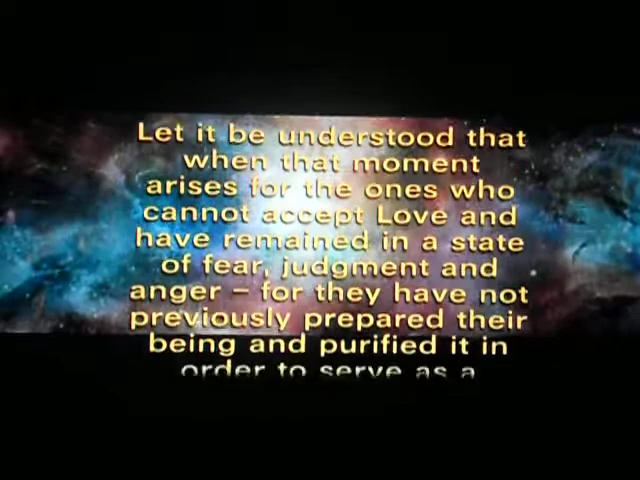 Let it be understood that
when that moment
arises for the ones who
cannot accept Love and
have remained in a state
of fear, judgment and
anger – for they have not
previously prepared their
being and purified it in
order to serve as a